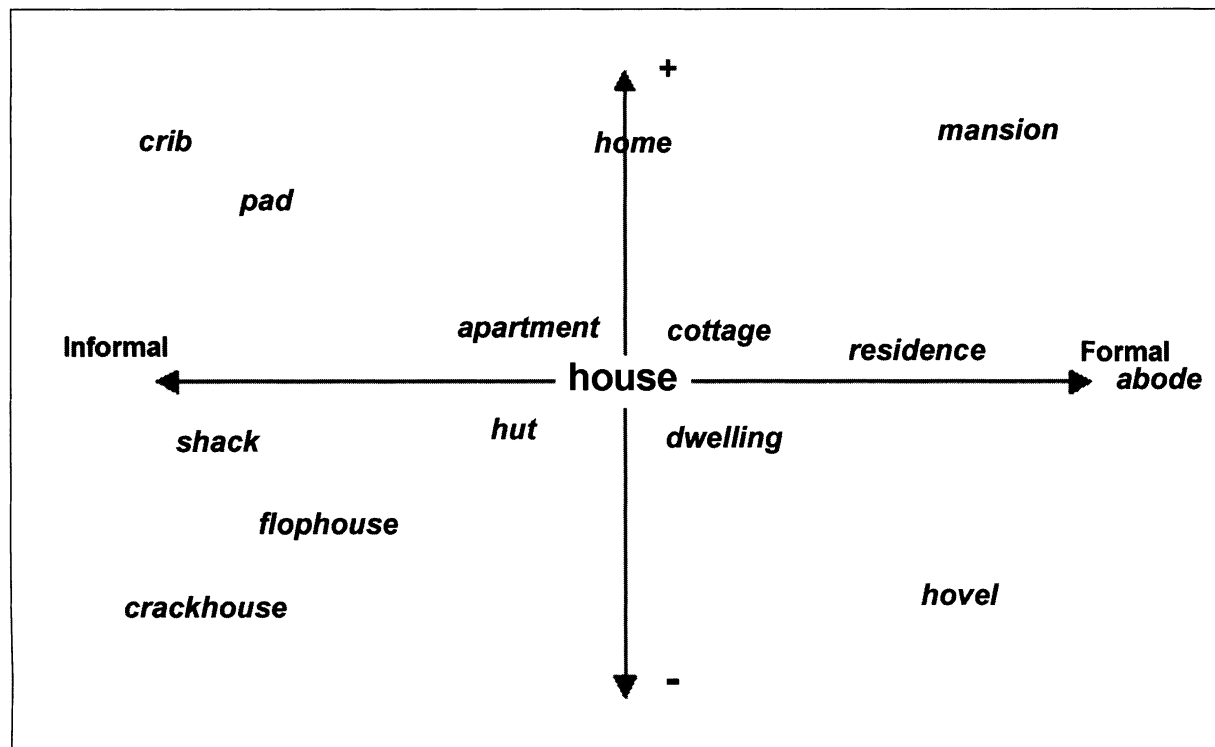 +
crib
home
mansion
pad
apartment
cottage
Informal
residence
Formal
house
abode
shack
hut
dwelling
flophouse
crackhouse
hovel
-